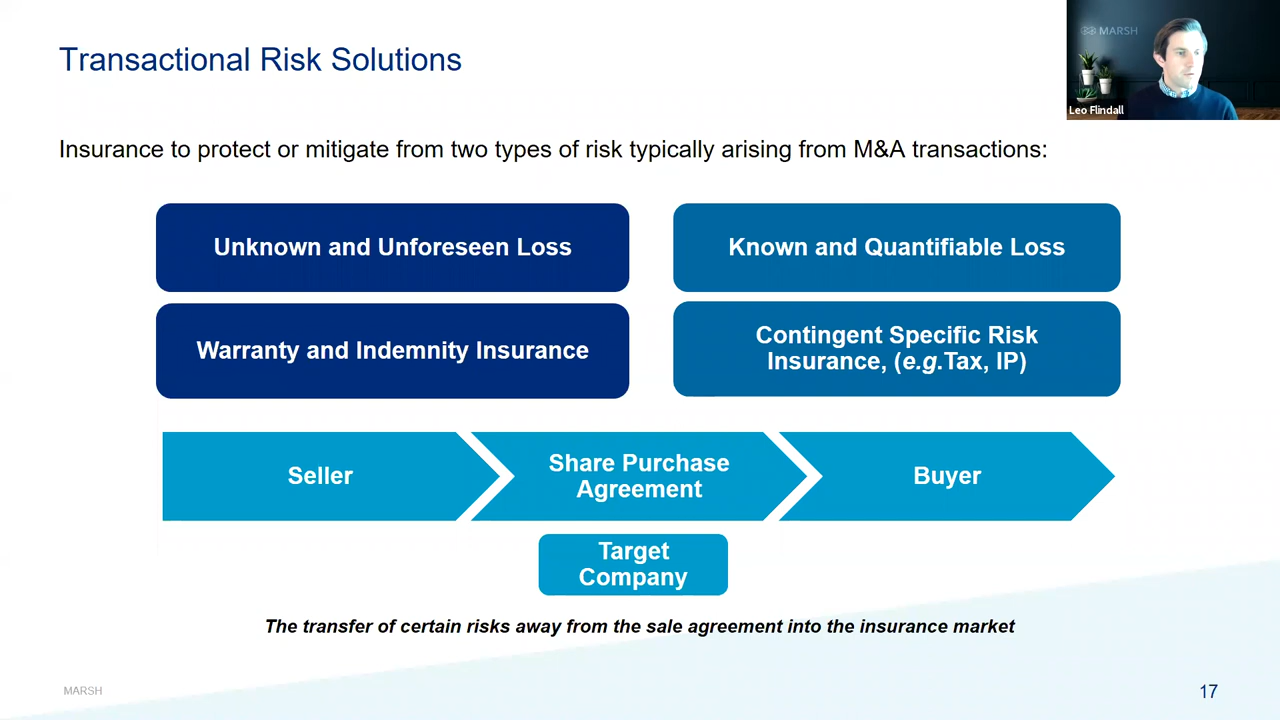 Transactional Risk Solutions
MARSH
Leo Flindall
Insurance to protect or mitigate from two types of risk typically arising from M&A transactions:
Unknown and Unforeseen Loss
Known and Quantifiable Loss
Warranty and Indemnity Insurance
Contingent Specific Risk
Insurance, (e.g.Tax, IP)
Seller
Share Purchase
Agreement
Buyer
Target
Company
The transfer of certain risks away from the sale agreement into the insurance market
MARSH
17